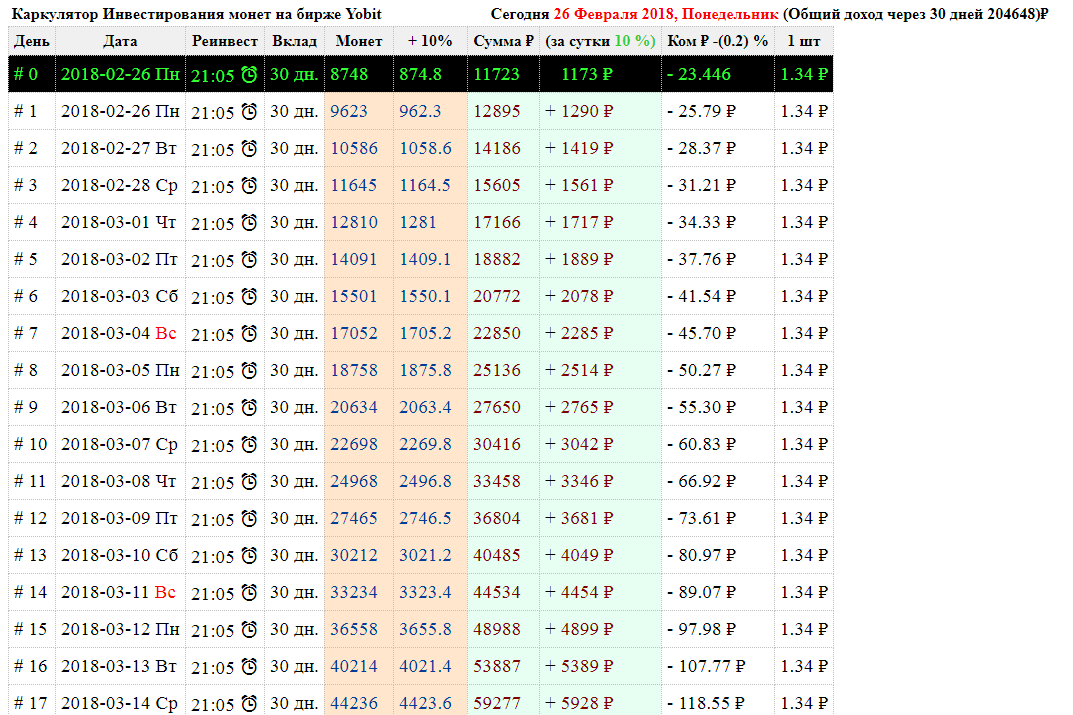 Каркулятор Инвестирования монет на бирже Yobit Сегодня 26 Февраля 2018, Понедельник (Общий доход через 30 дней 204648)₽
День Дата Реинвест Вклад Монет + 10% Сумма ₽ (за сутки 10 %) Ком ₽ -(0.2) % 1 шт
# 0 2018-02-26 Пн 21:05 30 дн. 8748 874.8 11723 1173 ₽ - 23.446 1.34 ₽
# 1 2018-02-26 Пн 21:05 30 дн. 9623 962.3 12895 + 1290 ₽ - 25.79 ₽ 1.34 ₽
# 2 2018-02-27 Вт 21:05 30 дн. 10586 1058.6 14186 + 1419 ₽ - 28.37 ₽ 1.34 ₽
# 3 2018-02-28 Ср 21:05 30 дн. 11645 1164.5 15605 + 1561 ₽ - 31.21 ₽ 1.34 ₽
# 4 2018-03-01 Чт 21:05 30 дн. 12810 1281 17166 + 1717 ₽ - 34.33 ₽ 1.34 ₽
# 5 2018-03-02 Пт 21:05 30 дн. 14091 1409.1 18882 + 1889 ₽ - 37.76 ₽ 1.34 ₽
# 6 2018-03-03 Сб 21:05 30 дн. 15501 1550.1 20772 + 2078 ₽ - 41.54 ₽ 1.34 ₽
# 7 2018-03-04 Вс 21:05 30 дн. 17052 1705.2 22850 + 2285 ₽ - 45.70 ₽ 1.34 ₽
# 8 2018-03-05 Пн 21:05 30 дн. 18758 1875.8 25136 + 2514 ₽ - 50.27 ₽ 1.34 ₽
# 9 2018-03-06 Вт 21:05 30 дн. 20634 2063.4 27650 + 2765 ₽ - 55.30 ₽ 1.34 ₽
# 10 2018-03-07 Ср 21:05 30 дн. 22698 2269.8 30416 + 3042 ₽ - 60.83 ₽ 1.34 ₽
# 11 2018-03-08 Чт 21:05 30 дн. 24968 2496.8 33458 + 3346 ₽ - 66.92 ₽ 1.34 ₽
# 12 2018-03-09 Пт 21:05 30 дн. 27465 2746.5 36804 + 3681 ₽ - 73.61 ₽ 1.34 ₽
# 13 2018-03-10 Сб 21:05 30 дн. 30212 3021.2 40485 + 4049 ₽ - 80.97 ₽ 1.34 ₽
# 14 2018-03-11 Вс 21:05 30 дн. 33234 3323.4 44534 + 4454 ₽ - 89.07 ₽ 1.34 ₽
# 15 2018-03-12 Пн 21:05 30 дн. 36558 3655.8 48988 + 4899 ₽ - 97.98 ₽ 1.34 ₽
# 16 2018-03-13 Вт 21:05 30 дн. 40214 4021.4 53887 + 5389 ₽ - 107.77 ₽ 1.34 ₽
# 17 2018-03-14 Ср 21:05 30 дн. 44236 4423.6 59277 + 5928 ₽ - 118.55 ₽ 1.34 ₽